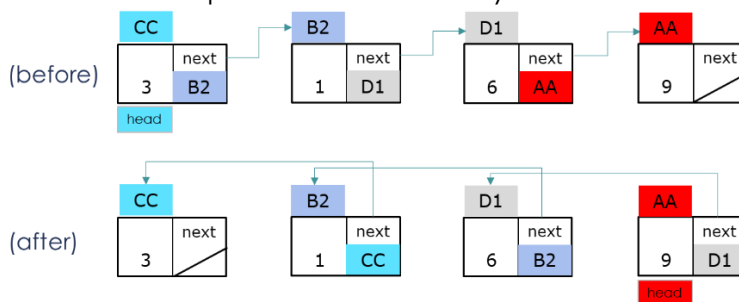 CC B2 D1 AA
next next next next
(before)
3 B2 1 D1 6 AA 9
head
CC B2 D1 AA
next next next next
(after)
3 1 CC 6 B2 9 D1
head